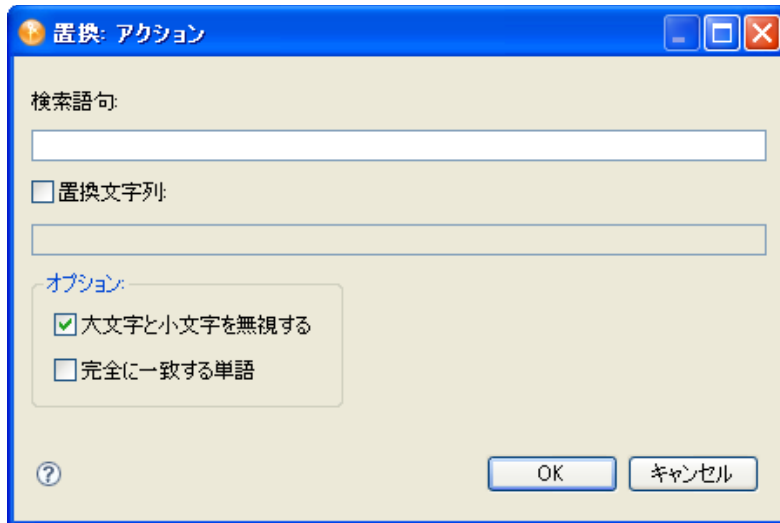 置換: アクション
検索語句:
置換文字列:
オプション:
大文字と小文字を無視する
完全に一致する単語
?
OK
キャンセル